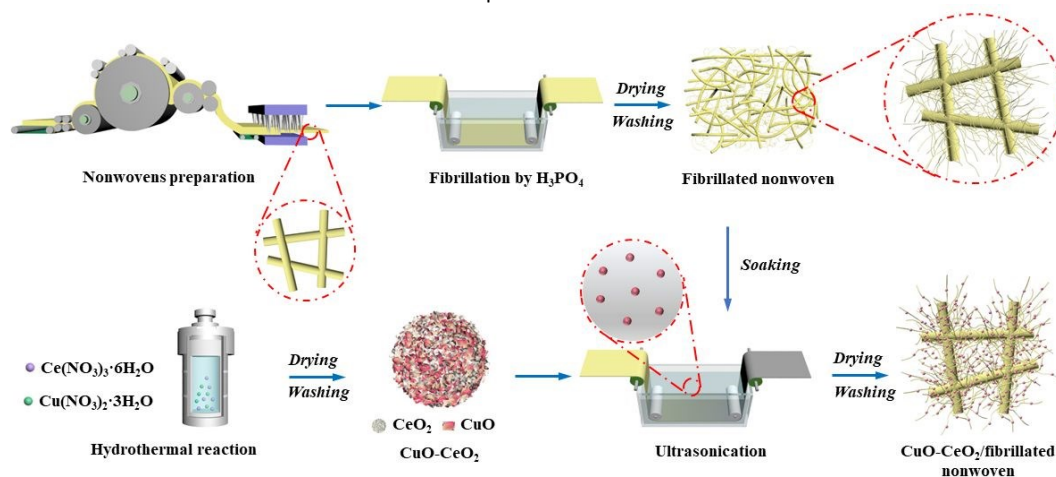 Drying
Washing
Nonwovens preparation
Fibrillation by H₃PO₄
Fibrillated nonwoven
Soaking
Ce(NO₃)₃·6H₂O
Cu(NO₃)₂·3H₂O
Drying
Washing
Drying
Washing
CeO₂ CuO
Hydrothermal reaction
CuO-CeO₂
Ultrasonication
CuO-CeO₂/fibrillated
nonwoven